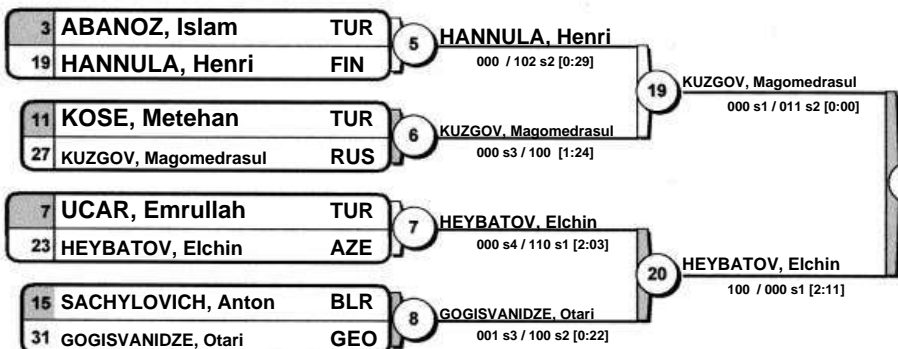 3 ABANOZ, Islam TUR
19 HANNULA, Henri FIN
5 HANNULA, Henri
000 / 102 s2 [0:29]
11 KOSE, Metehan TUR
27 KUZGOV, Magomedrasul RUS
6 KUZGOV, Magomedrasul
000 s3 / 100 [1:24]
19 KUZGOV, Magomedrasul
000 s1 / 011 s2 [0:00]
7 UCAR, Emrullah TUR
23 HEYBATOV, Elchin AZE
7 HEYBATOV, Elchin
000 s4 / 110 s1 [2:03]
15 SACHYLOVICH, Anton BLR
31 GOGISVANIDZE, Otari GEO
8 GOGISVANIDZE, Otari
001 s3 / 100 s2 [0:22]
20 HEYBATOV, Elchin
100 / 000 s1 [2:11]